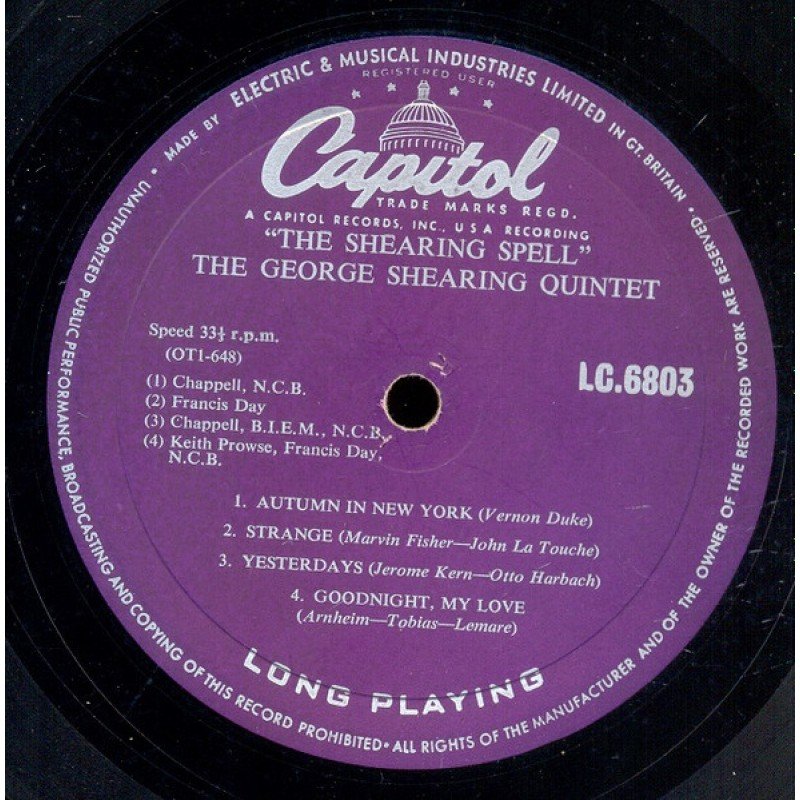 MADE BY ELECTRIC & MUSICAL INDUSTRIES LIMITED IN GT. BRITAIN •
REGISTERED USER
Capitol
TRADE MARKS REGD.
A CAPITOL RECORDS, INC., U S A RECORDING
"THE SHEARING SPELL"
THE GEORGE SHEARING QUINTET
Speed 33⅓ r.p.m.
(OT1-648)
LC.6803
(1) Chappell, N.C.B.
(2) Francis Day
(3) Chappell, B.I.E.M., N.C.B.
(4) Keith Prowse, Francis Day,
N.C.B.
1. AUTUMN IN NEW YORK (Vernon Duke)
2. STRANGE (Marvin Fisher—John La Touche)
3. YESTERDAYS (Jerome Kern—Otto Harbach)
4. GOODNIGHT, MY LOVE
(Arnheim—Tobias—Lemare)
LONG PLAYING
• UNAUTHORIZED PUBLIC PERFORMANCE, BROADCASTING AND COPYING OF THIS RECORD PROHIBITED • ALL RIGHTS OF THE MANUFACTURER AND OF THE OWNER OF THE RECORDED WORK ARE RESERVED •